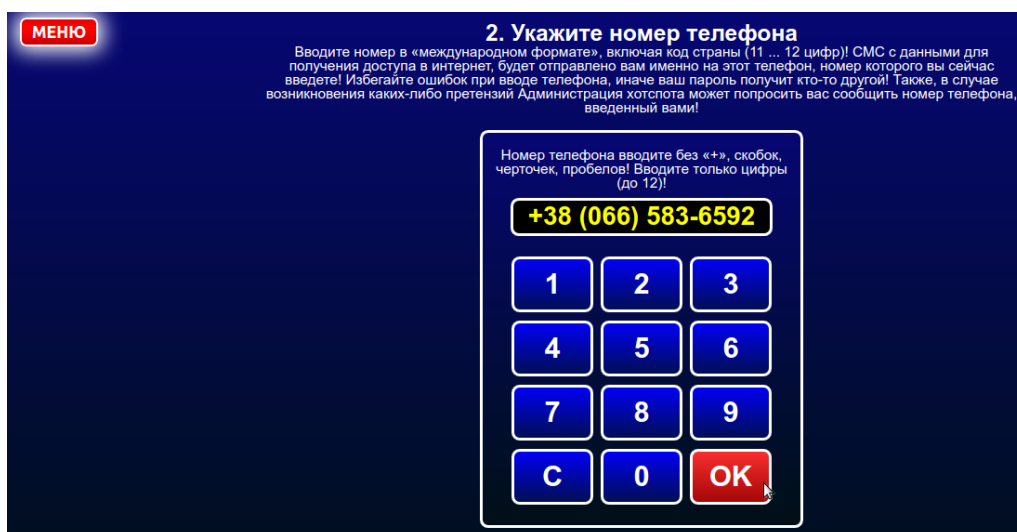 МЕНЮ
2. Укажите номер телефона
Вводите номер в «международном формате», включая код страны (11 ... 12 цифр)! СМС с данными для
получения доступа в интернет, будет отправлено вам именно на этот телефон, номер которого вы сейчас
введете! Избегайте ошибок при вводе телефона, иначе ваш пароль получит кто-то другой! Также, в случае
возникновения каких-либо претензий Администрация хотспота может попросить вас сообщить номер телефона,
введенный вами!
Номер телефона вводите без «+», скобок,
черточек, пробелов! Вводите только цифры
(до 12)!
+38 (066) 583-6592
1 2 3
4 5 6
7 8 9
C 0 OK